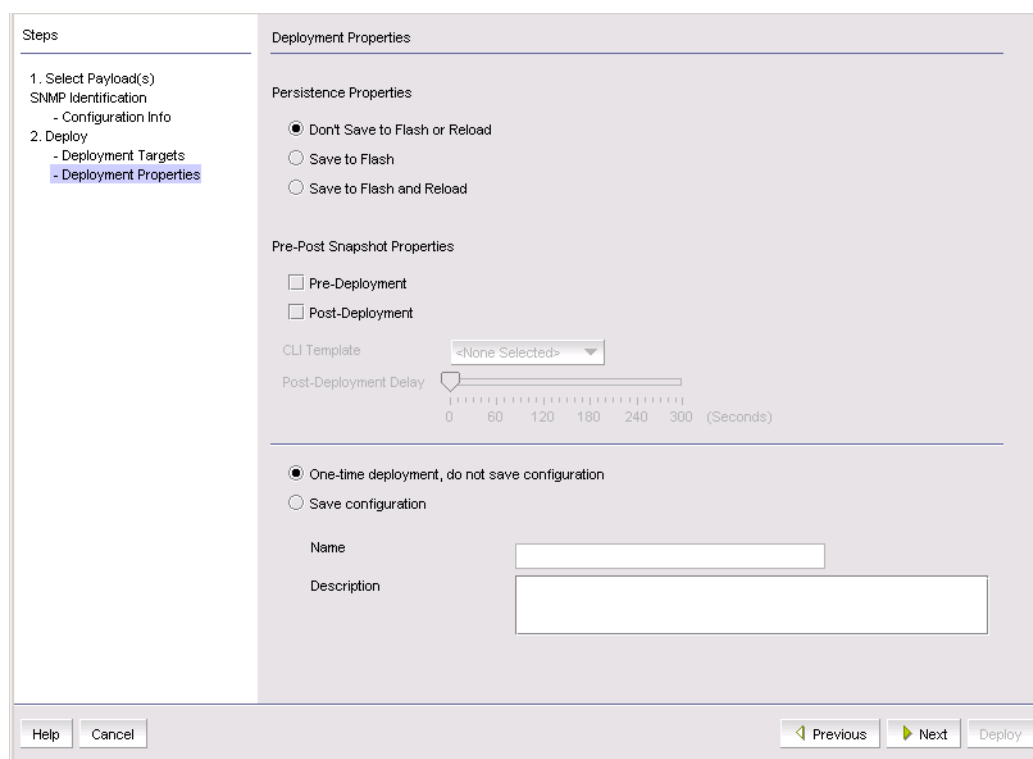 Steps
1. Select Payload(s)
SNMP Identification
- Configuration Info
2. Deploy
- Deployment Targets
- Deployment Properties
Deployment Properties
Persistence Properties
Don't Save to Flash or Reload
Save to Flash
Save to Flash and Reload
Pre-Post Snapshot Properties
Pre-Deployment
Post-Deployment
CLI Template <None Selected>
Post-Deployment Delay
0 60 120 180 240 300 (Seconds)
One-time deployment, do not save configuration
Save configuration
Name
Description
Help Cancel Previous Next Deploy